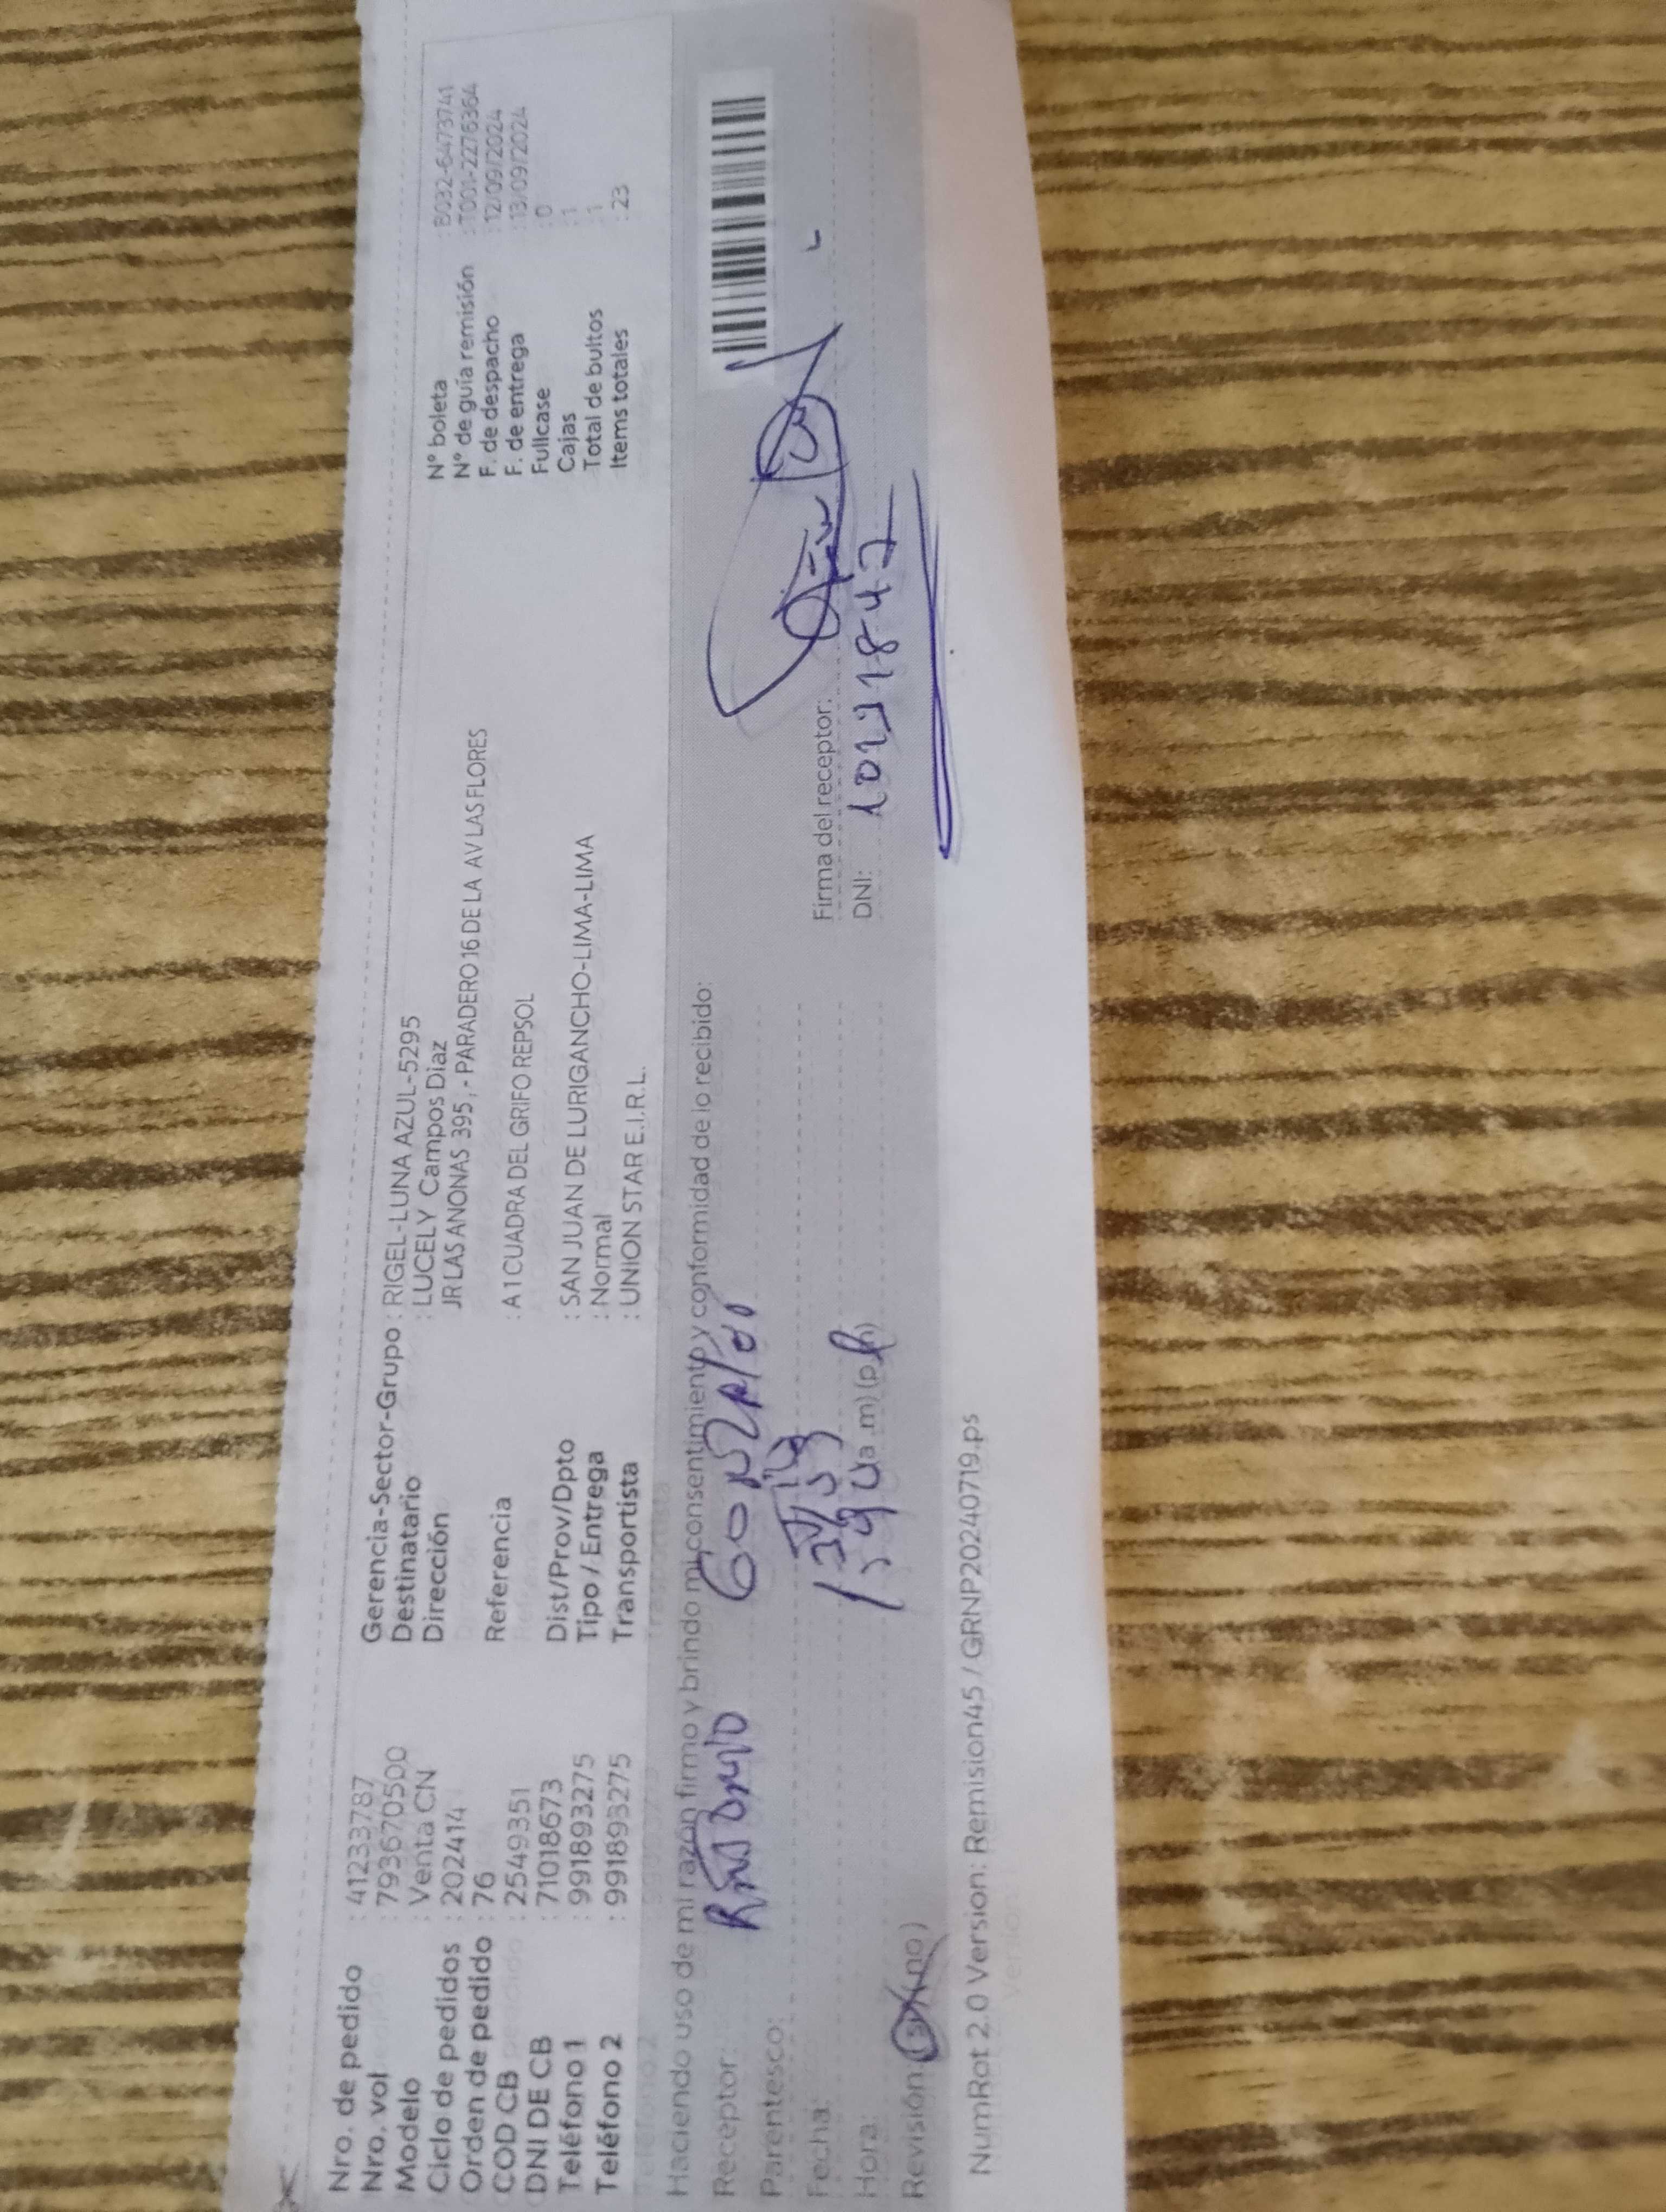 Nro. de pedido : 41233787
Nro. vol : 7936705500
Modelo : Venta CN
Ciclo de pedidos : 202414
Orden de pedido : 76
COD CB : 2549351
DNI DE CB : 71018673
Teléfono 1 : 9918932 75
Teléfono 2 : 991893275
Gerencia-Sector-Grupo : RIGEL-LUNA AZUL-5295
Destinatario : LUCELY Campos Diaz
Dirección JR LAS ANONAS 395 , - PARADERO 16 DE LA AV LAS FLORES
Referencia : A 1 CUADRA DEL GRIFO REPSOL
Dist/Prov/Dpto : SAN JUAN DE LURIGANCHO-LIMA-LIMA
Tipo / Entrega : Normal
Transportista : UNION STAR E.I.R.L.
N° boleta : B032-6473741
N° de guía remisión : T001-2276364
F. de despacho : 12/09/2024
F. de entrega : 13/09/2024
Fullcase : 0
Cajas : 1
Total de bultos : 1
Items totales : 23
Haciendo uso de mi razón firmo y brindo mi consentimiento y conformidad de lo recibido:
Receptor:
Parentesco:
Fecha:
Hora: (a.m)
Revisión: (si) (no)
Firma del receptor:
DNI:
NumRot 2.0 Version: Remision45 / GRNP20240719.ps